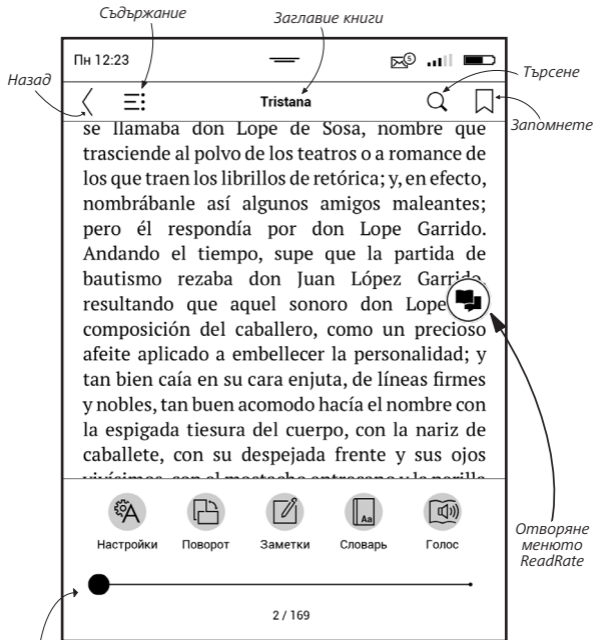 Съдържание
Заглавие книги
Пн 12:23
5
Назад
Търсене
Tristana
Запомнете
se llamaba don Lope de Sosa, nombre que
trasciende al polvo de los teatros o a romance de
los que traen los librillos de retórica; y, en efecto,
nombrábanle así algunos amigos maleantes;
pero él respondía por don Lope Garrido.
Andando el tiempo, supe que la partida de
bautismo rezaba don Juan López Garrido,
resultando que aquel sonoro don Lope
composición del caballero, como un precioso
afeite aplicado a embellecer la personalidad; y
tan bien caía en su cara enjuta, de líneas firmes
y nobles, tan buen acomodo hacía el nombre con
la espigada tiesura del cuerpo, con la nariz de
caballete, con su despejada frente y sus ojos
A
Aa
Настройки Поворот Заметки Словарь Голос
Отворяне
менюто
ReadRate
2 / 169